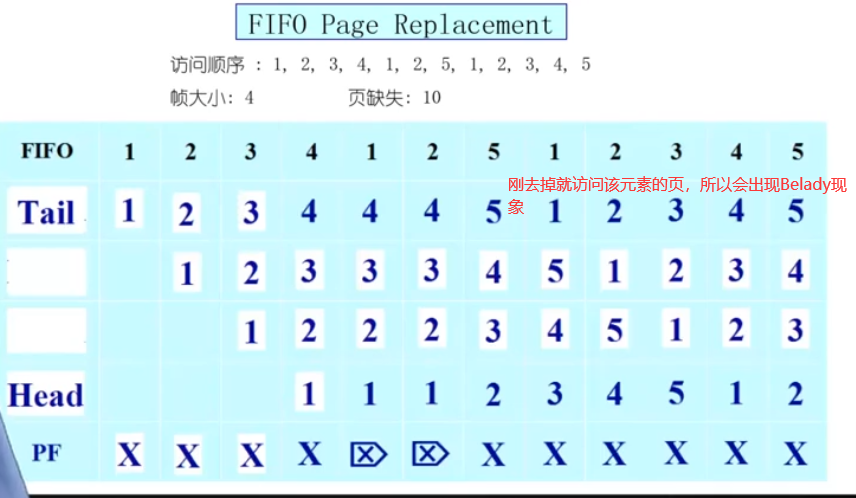 FIFO Page Replacement
访问顺序 : 1, 2, 3, 4, 1, 2, 5, 1, 2, 3, 4, 5
帧大小: 4 页缺失: 10
FIFO 1 2 3 4 1 2 5 1 2 3 4 5
刚去掉就访问该元素的页，所以会出现Belady现
象
Tail 1 2 3 4 4 4 5 1 2 3 4 5
1 2 3 3 3 4 5 1 2 3 4
1 2 2 2 3 4 5 1 2 3
Head 1 1 1 2 3 4 5 1 2
PF X X X X ⌦ ⌦ X X X X X X